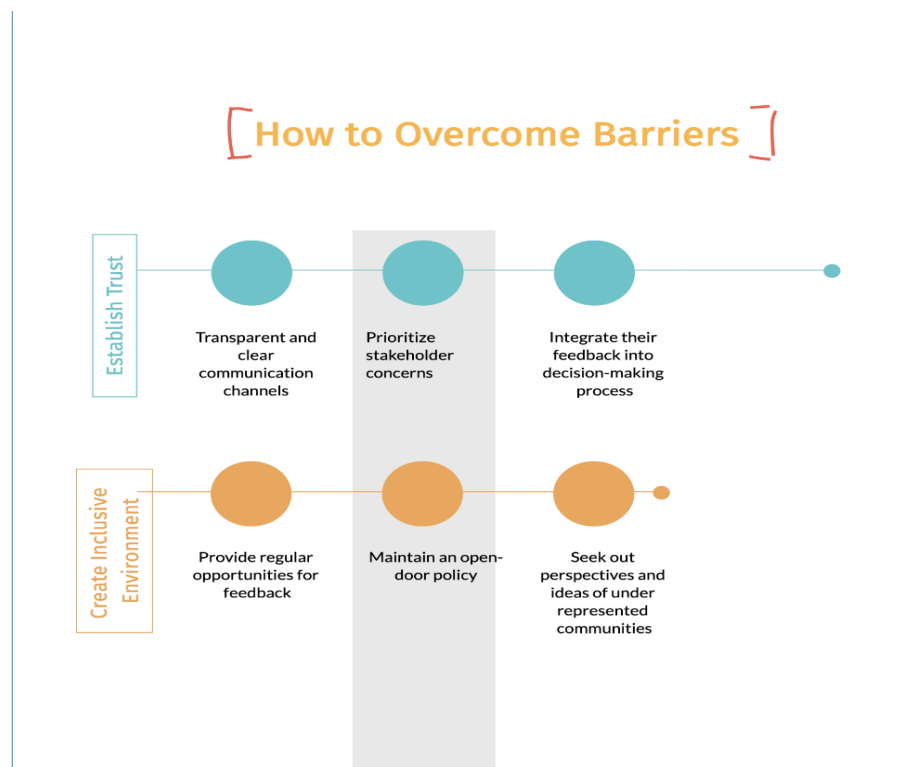 How to Overcome Barriers
Establish Trust
Transparent and
clear
communication
channels
Prioritize
stakeholder
concerns
Integrate their
feedback into
decision-making
process
Create Inclusive
Environment
Provide regular
opportunities for
feedback
Maintain an open-
door policy
Seek out
perspectives and
ideas of under
represented
communities